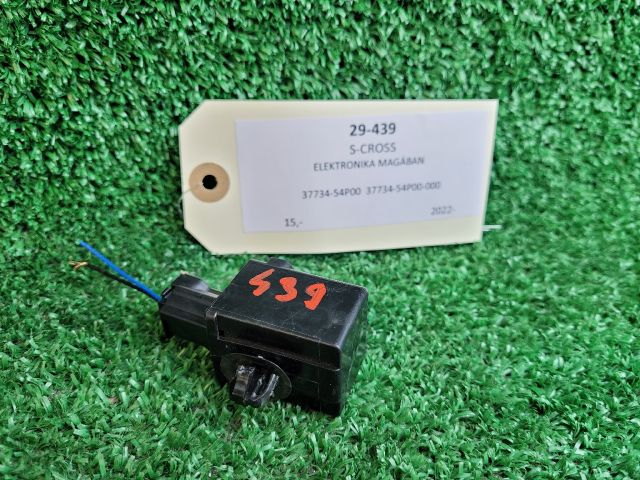 29-439
S-CROSS
ELEKTRONIKA MAGÁBAN
37734-54P00 37734-54P00-000
15,- 2022-
439